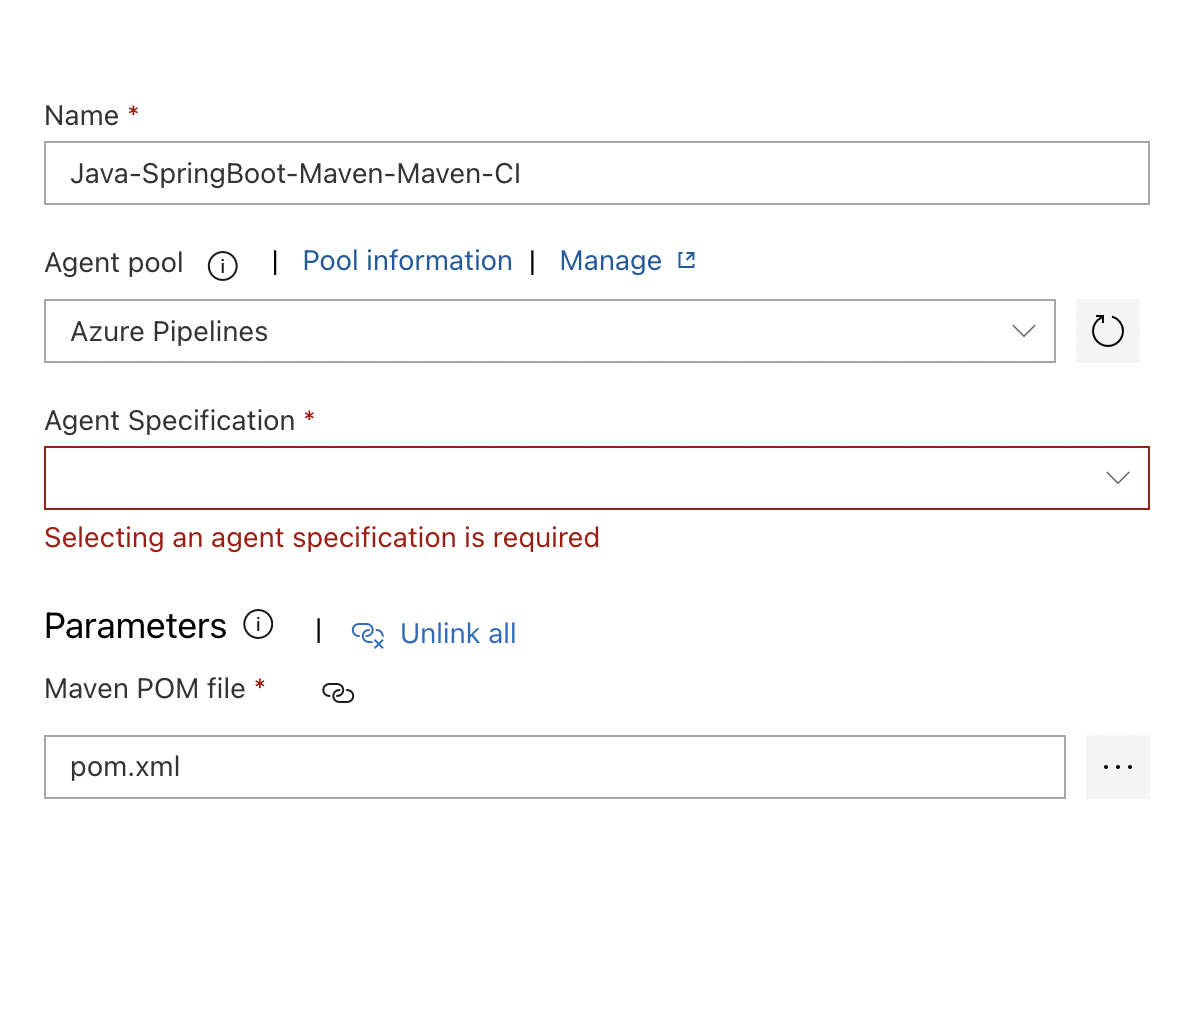 Name *
Java-SpringBoot-Maven-Maven-CI
Agent pool | Pool information | Manage
Azure Pipelines
Agent Specification *
Selecting an agent specification is required
Parameters | Unlink all
Maven POM file *
pom.xml